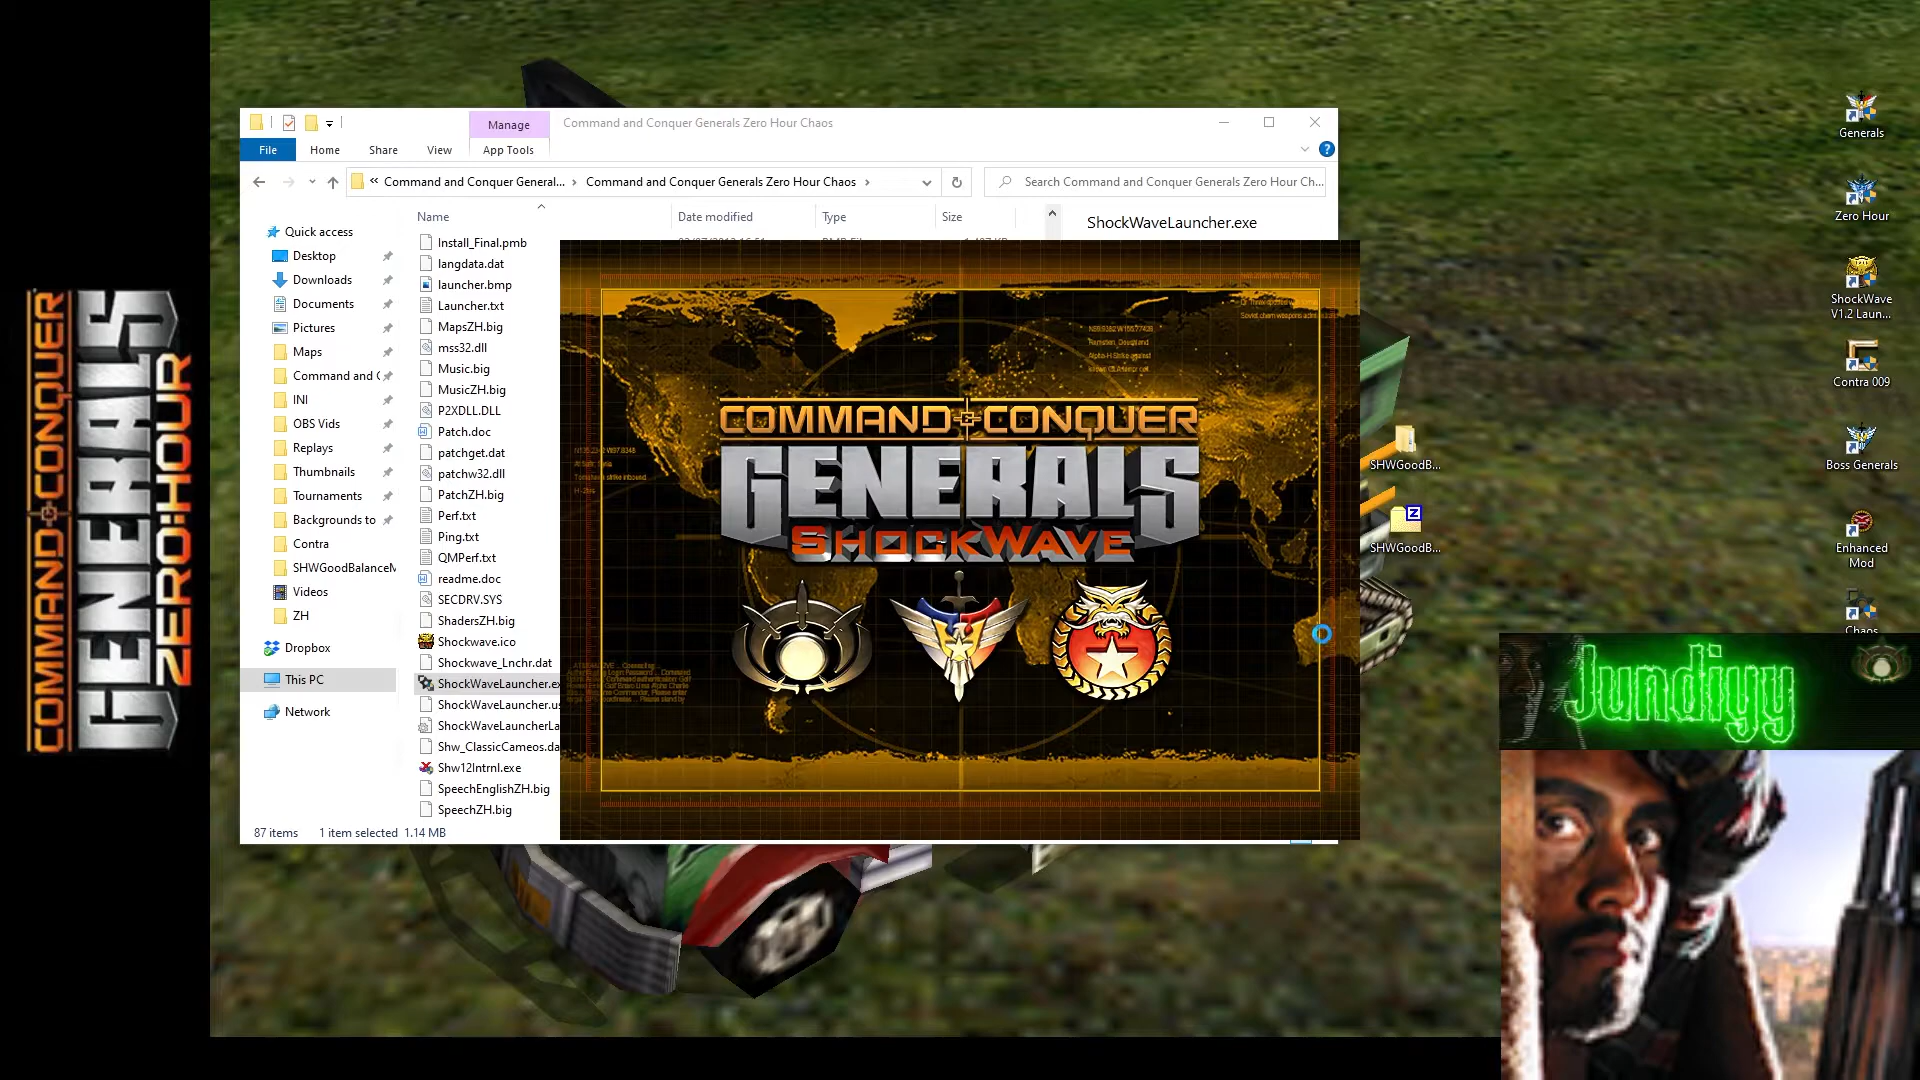 COMMAND CONQUER
GENERALS
ZERO:HOUR
Manage
Command and Conquer Generals Zero Hour Chaos
File
Home
Share
View
App Tools
« Command and Conquer General... › Command and Conquer Generals Zero Hour Chaos ›
Search Command and Conquer Generals Zero Hour Ch...
Name
Date modified
Type
Size
ShockWaveLauncher.exe
Quick access
Desktop
Downloads
Documents
Pictures
Maps
Command and C
INI
OBS Vids
Replays
Thumbnails
Tournaments
Backgrounds to
Contra
SHWGoodBalanceM
Videos
ZH
Dropbox
This PC
Network
Install_Final.pmb
langdata.dat
launcher.bmp
Launcher.txt
MapsZH.big
mss32.dll
Music.big
MusicZH.big
P2XDLL.DLL
Patch.doc
patchget.dat
patchw32.dll
PatchZH.big
Perf.txt
Ping.txt
QMPerf.txt
readme.doc
SECDRV.SYS
ShadersZH.big
Shockwave.ico
Shockwave_Lnchr.dat
ShockWaveLauncher.ex
ShockWaveLauncher.us
ShockWaveLauncherLa
Shw_ClassicCameos.da
Shw12Intrnl.exe
SpeechEnglishZH.big
SpeechZH.big
87 items
1 item selected
1.14 MB
COMMAND CONQUER
GENERALS
SHOCKWAVE
Generals
Zero Hour
ShockWave
V1.2 Laun...
Contra 009
SHWGoodB...
Boss Generals
SHWGoodB...
Enhanced
Mod
Chaos
Jundiyy